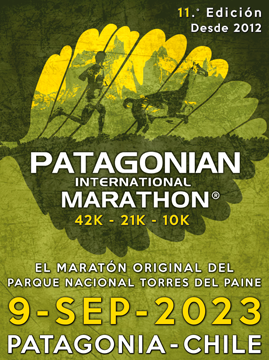 11.ª Edición
Desde 2012
PATAGONIAN
INTERNATIONAL
MARATHON®
42K - 21K - 10K
EL MARATÓN ORIGINAL DEL
PARQUE NACIONAL TORRES DEL PAINE
9-SEP-2023
PATAGONIA-CHILE